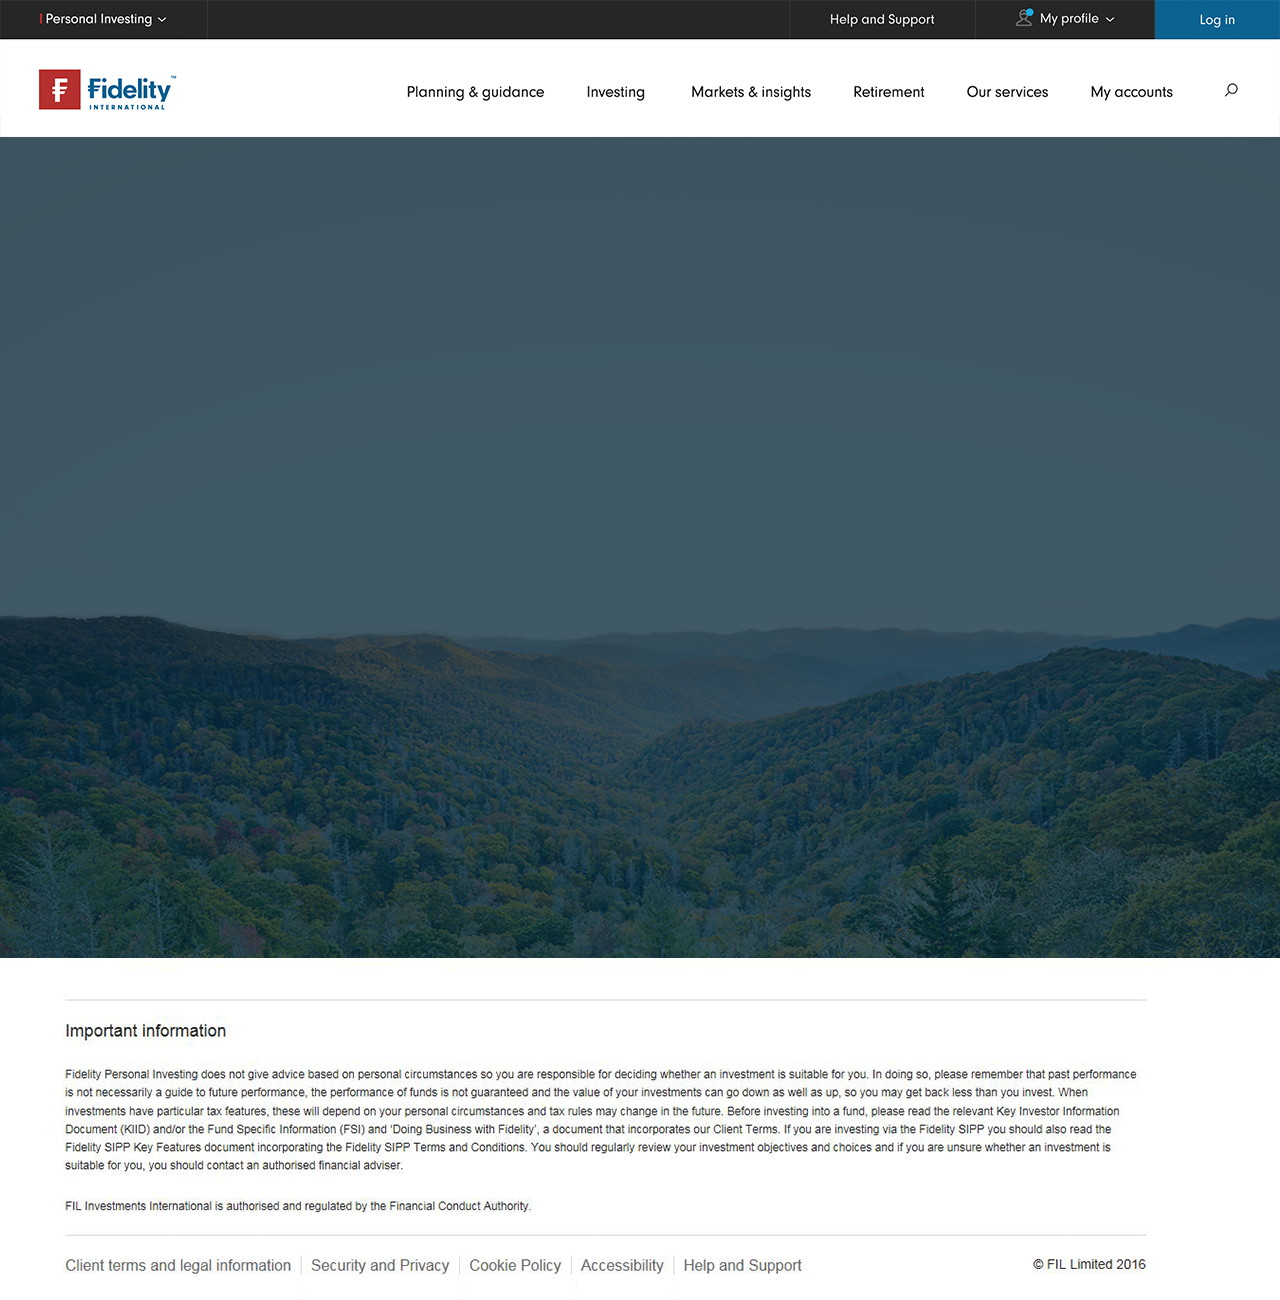 Personal Investing
Help and Support
My profile
Log in
Fidelity™
INTERNATIONAL
Planning & guidance
Investing
Markets & insights
Retirement
Our services
My accounts
Important information
Fidelity Personal Investing does not give advice based on personal circumstances so you are responsible for deciding whether an investment is suitable for you. In doing so, please remember that past performance
is not necessarily a guide to future performance, the performance of funds is not guaranteed and the value of your investments can go down as well as up, so you may get back less than you invest. When
investments have particular tax features, these will depend on your personal circumstances and tax rules may change in the future. Before investing into a fund, please read the relevant Key Investor Information
Document (KIID) and/or the Fund Specific Information (FSI) and ‘Doing Business with Fidelity’, a document that incorporates our Client Terms. If you are investing via the Fidelity SIPP you should also read the
Fidelity SIPP Key Features document incorporating the Fidelity SIPP Terms and Conditions. You should regularly review your investment objectives and choices and if you are unsure whether an investment is
suitable for you, you should contact an authorised financial adviser.
FIL Investments International is authorised and regulated by the Financial Conduct Authority.
Client terms and legal information
Security and Privacy
Cookie Policy
Accessibility
Help and Support
© FIL Limited 2016